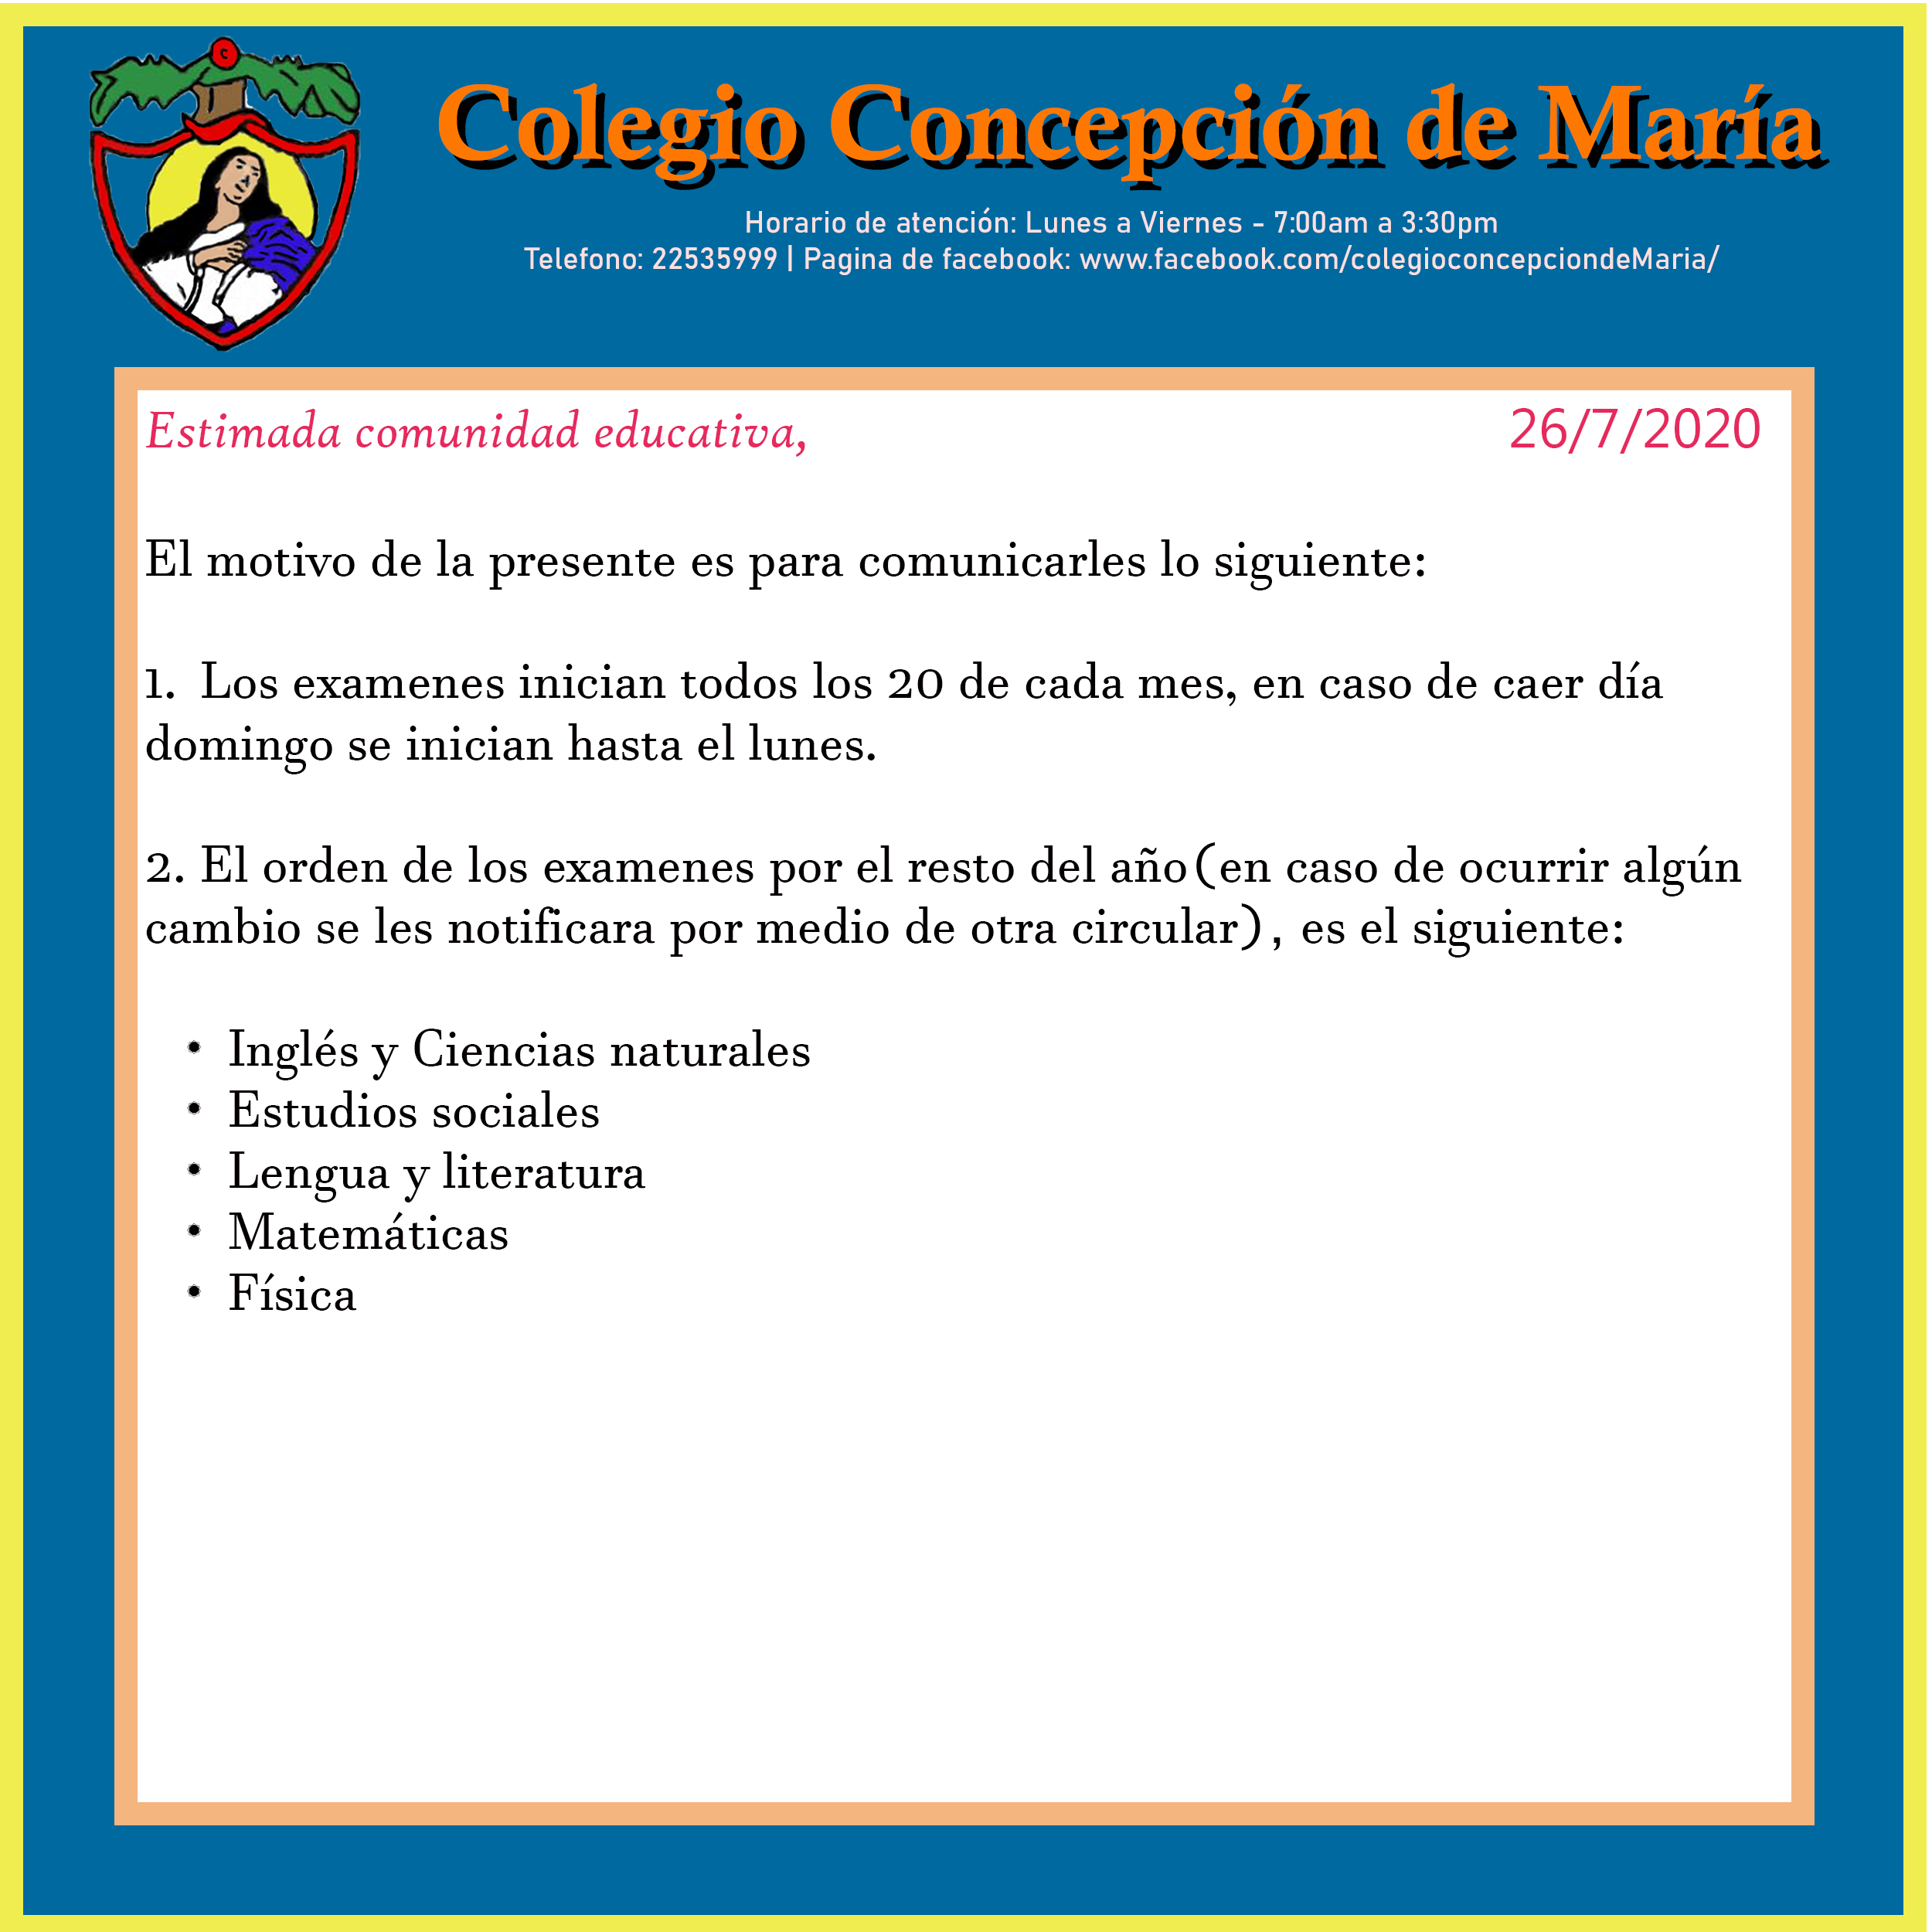 C
Colegio Concepción de María
Horario de atención: Lunes a Viernes - 7:00am a 3:30pm
Telefono: 22535999 | Pagina de facebook: www.facebook.com/colegioconcepciondeMaria/
Estimada comunidad educativa, 26/7/2020
El motivo de la presente es para comunicarles lo siguiente:
1. Los examenes inician todos los 20 de cada mes, en caso de caer día
domingo se inician hasta el lunes.
2. El orden de los examenes por el resto del año(en caso de ocurrir algún
cambio se les notificara por medio de otra circular), es el siguiente:
• Inglés y Ciencias naturales
• Estudios sociales
• Lengua y literatura
• Matemáticas
• Física